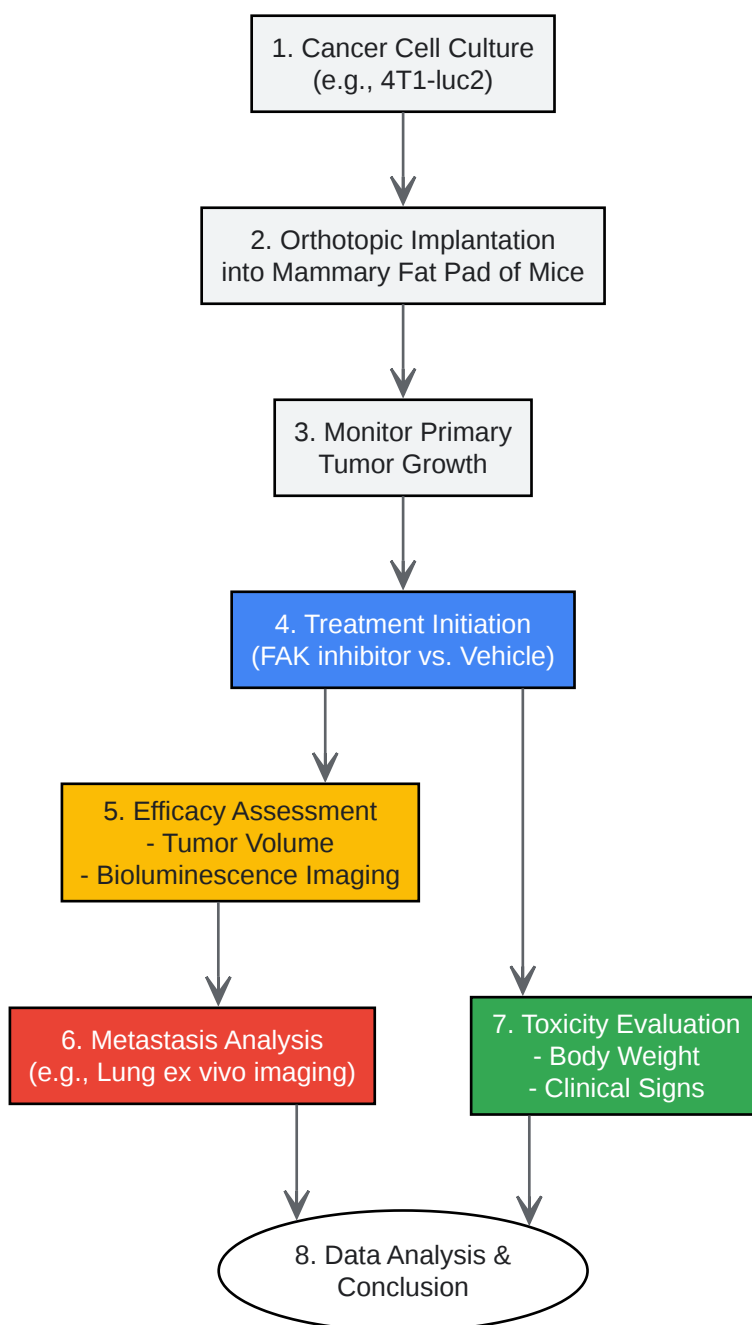 1. Cancer Cell Culture
(e.g., 4T1-luc2)
2. Orthotopic Implantation
into Mammary Fat Pad of Mice
3. Monitor Primary
Tumor Growth
4. Treatment Initiation
(FAK inhibitor vs. Vehicle)
5. Efficacy Assessment
- Tumor Volume
- Bioluminescence Imaging
6. Metastasis Analysis
(e.g., Lung ex vivo imaging)
7. Toxicity Evaluation
- Body Weight
- Clinical Signs
8. Data Analysis &
Conclusion